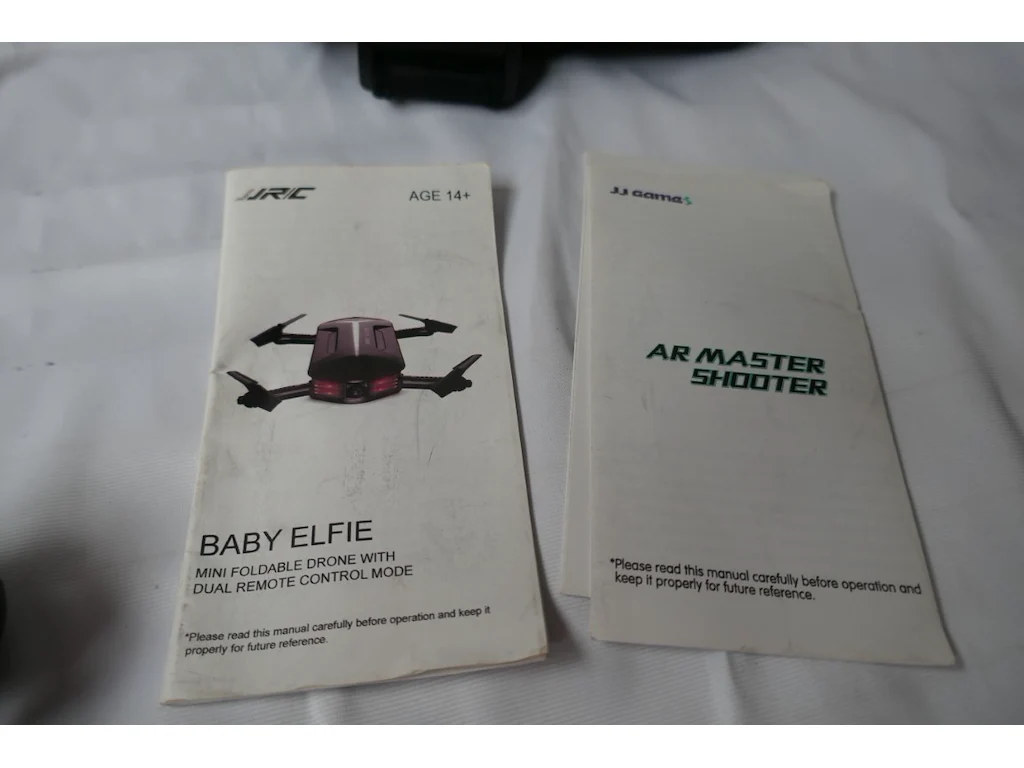 JJR/C
AGE 14+
BABY ELFIE
MINI FOLDABLE DRONE WITH
DUAL REMOTE CONTROL MODE
*Please read this manual carefully before operation and keep it
properly for future reference.
JJ Games
AR MASTER
SHOOTER
*Please read this manual carefully before operation and
keep it properly for future reference.